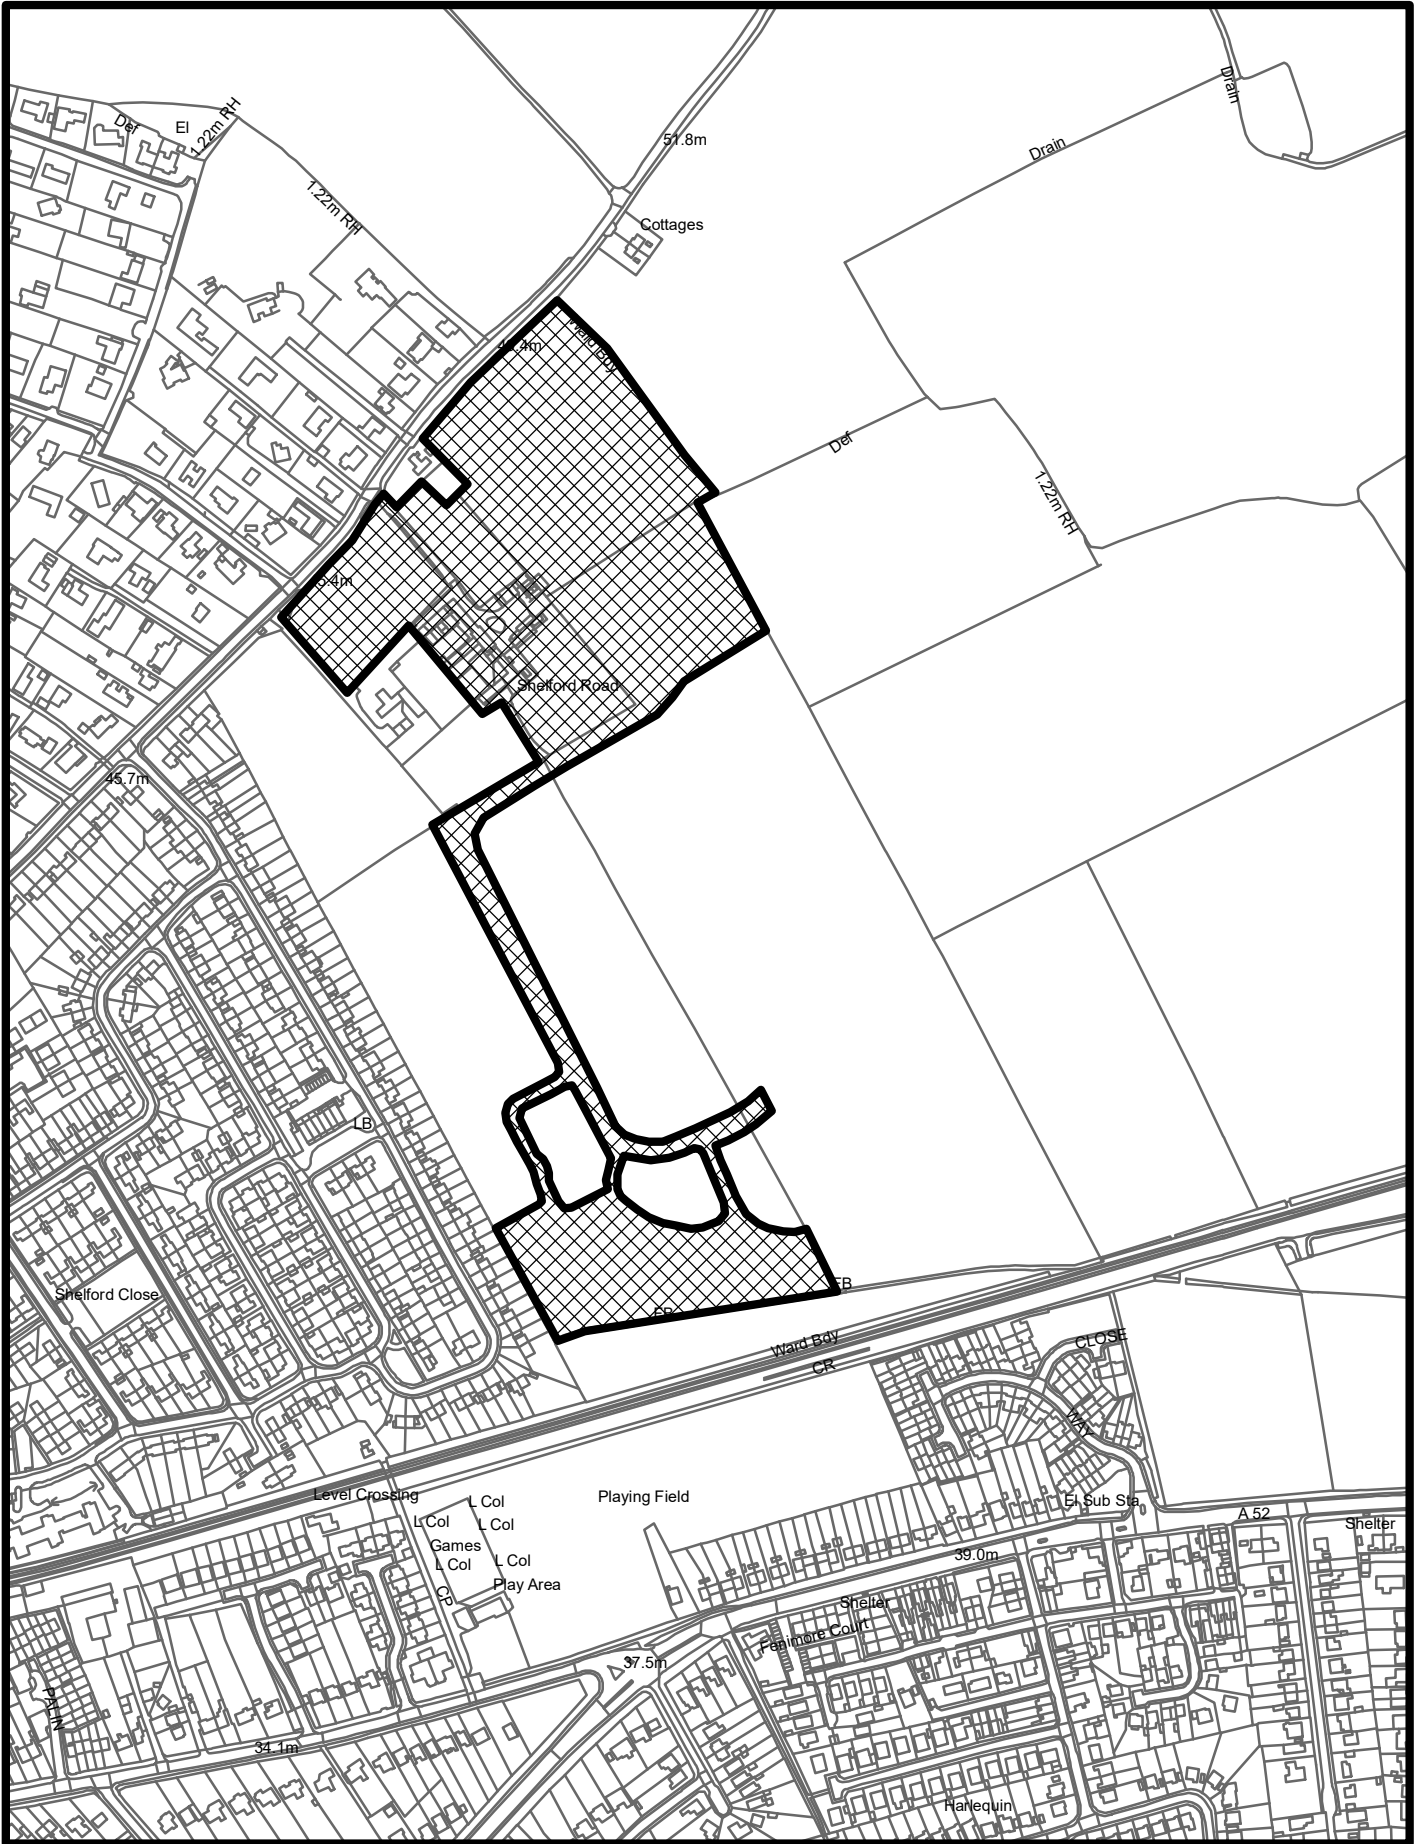 Drain
Def
El
1.22m RH
51.8m
Drain
1.22m RH
Cottages
Ward Bdy
Def
1.22m RH
Shelford Road
45.7m
LB
Shelford Close
FB
Ward Bdy
CR
CLOSE
WAY
Level Crossing
L Col
Playing Field
El Sub Sta
L Col
L Col
A 52
Shelter
Games
39.0m
L Col
L Col
Play Area
CP
Shelter
Fenimore Court
37.5m
PALIN
34.1m
Harlequin